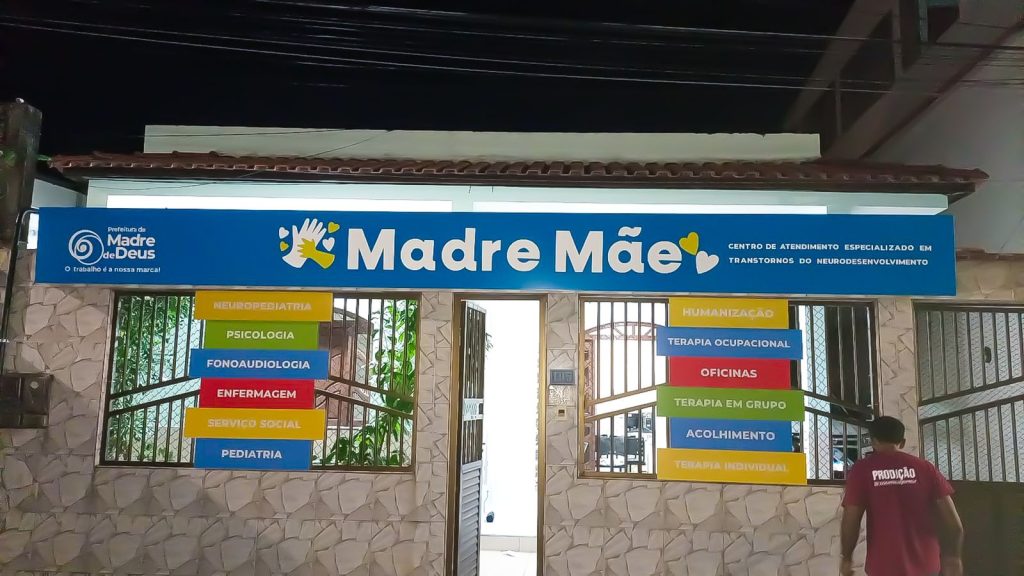 Prefeitura de
Madre
de Deus
O trabalho é a nossa marca!
Madre Mãe
CENTRO DE ATENDIMENTO ESPECIALIZADO EM
TRANSTORNOS DO NEURODESENVOLVIMENTO
NEUROPEDIATRIA
PSICOLOGIA
FONOAUDIOLOGIA
ENFERMAGEM
SERVIÇO SOCIAL
PEDIATRIA
HUMANIZAÇÃO
TERAPIA OCUPACIONAL
OFICINAS
TERAPIA EM GRUPO
ACOLHIMENTO
TERAPIA INDIVIDUAL
PRODUÇÃO